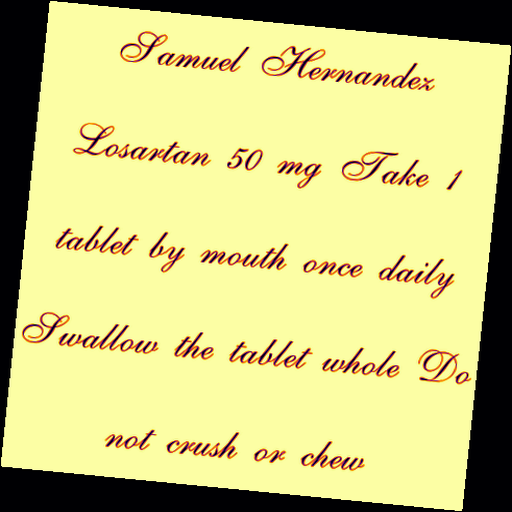 Samuel Hernandez
Losartan 50 mg Take 1
tablet by mouth once daily
Swallow the tablet whole Do
not crush or chew